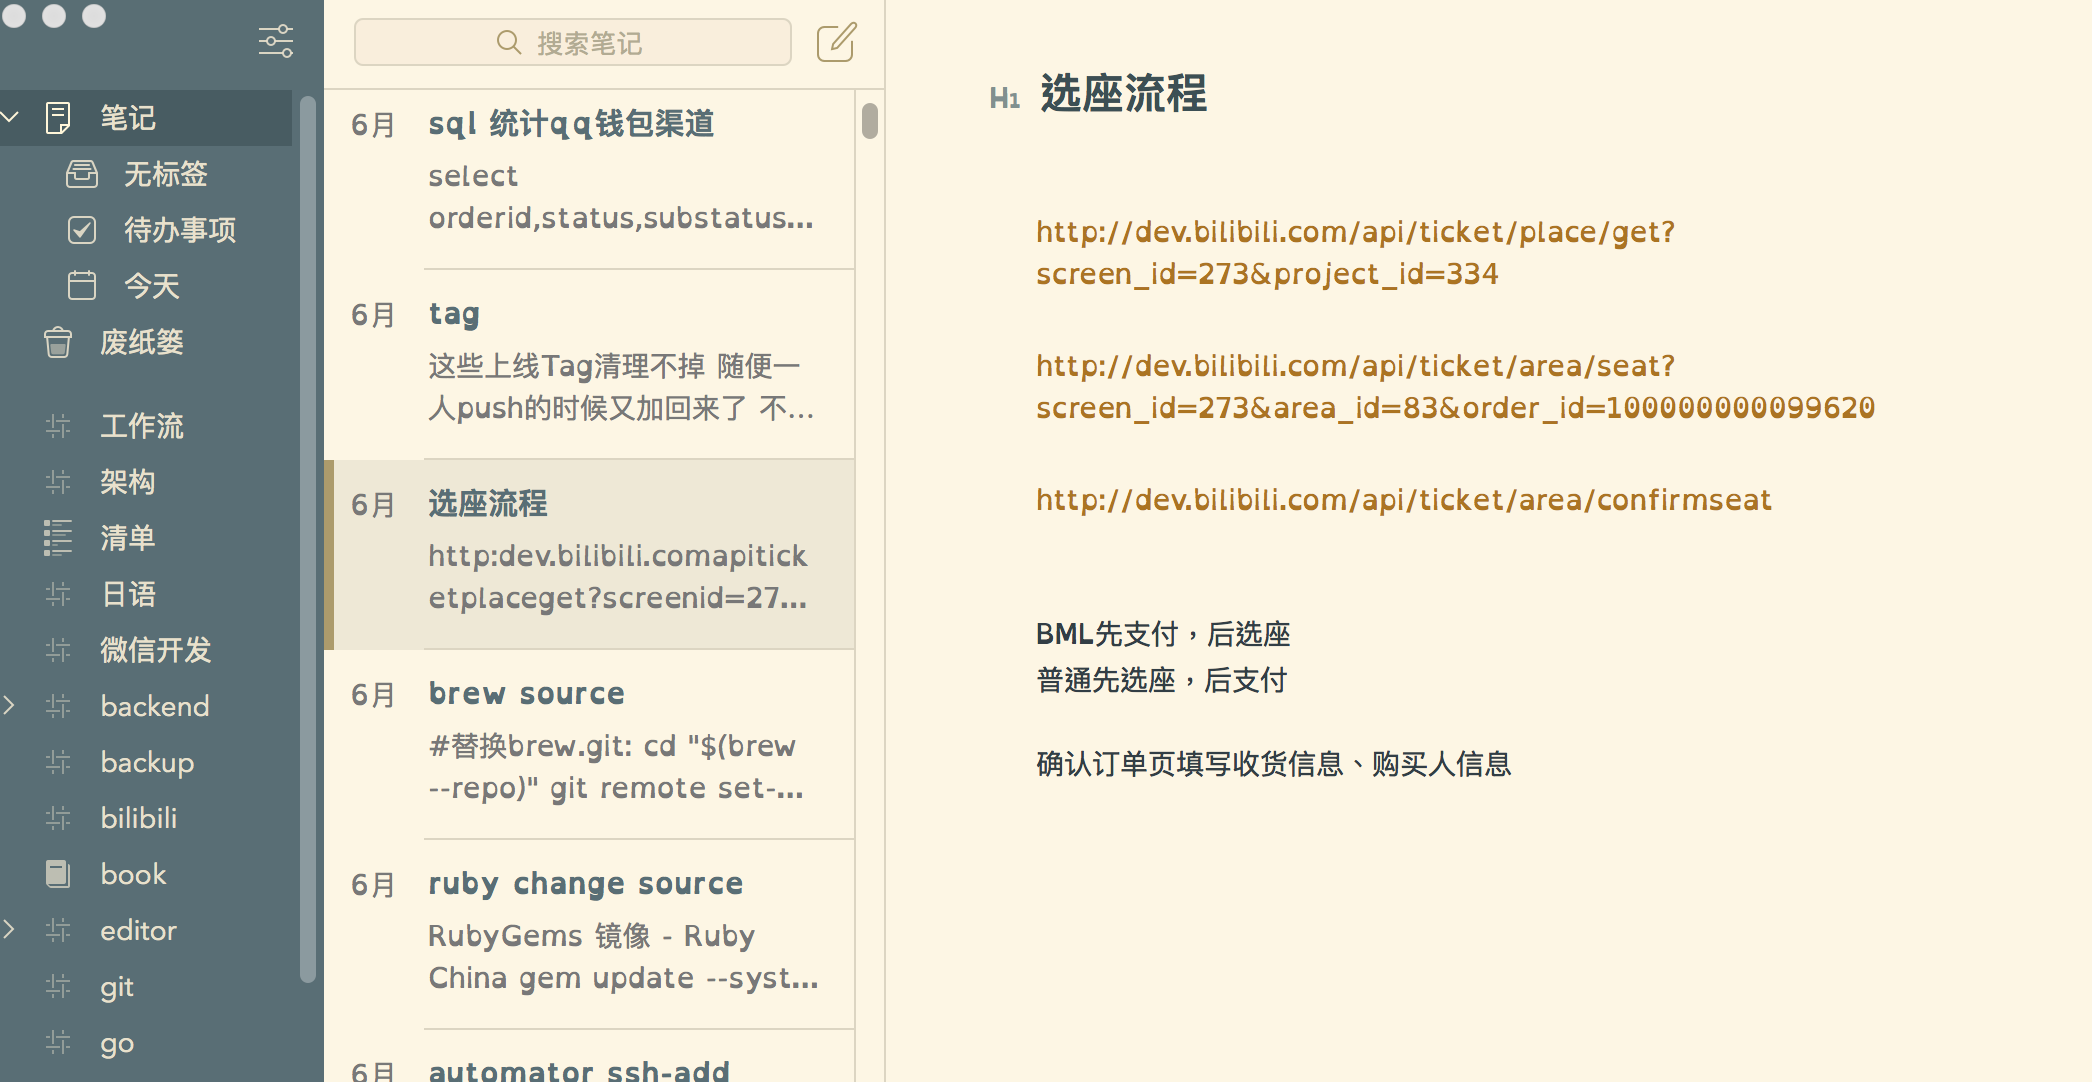 笔记
无标签
待办事项
今天
废纸篓
工作流
架构
清单
日语
微信开发
backend
backup
bilibili
book
editor
git
go
搜索笔记
6月 sql 统计qq钱包渠道
select
orderid,status,substatus...
6月 tag
这些上线Tag清理不掉 随便一
人push的时候又加回来了 不...
6月 选座流程
http:dev.bilibili.comapitick
etplaceget?screenid=27...
6月 brew source
#替换brew.git: cd "$(brew
--repo)" git remote set-...
6月 ruby change source
RubyGems 镜像 - Ruby
China gem update --syst...
6月 automator ssh-add
H1 选座流程
http://dev.bilibili.com/api/ticket/place/get?
screen_id=273&project_id=334
http://dev.bilibili.com/api/ticket/area/seat?
screen_id=273&area_id=83&order_id=100000000099620
http://dev.bilibili.com/api/ticket/area/confirmseat
BML先支付，后选座
普通先选座，后支付
确认订单页填写收货信息、购买人信息